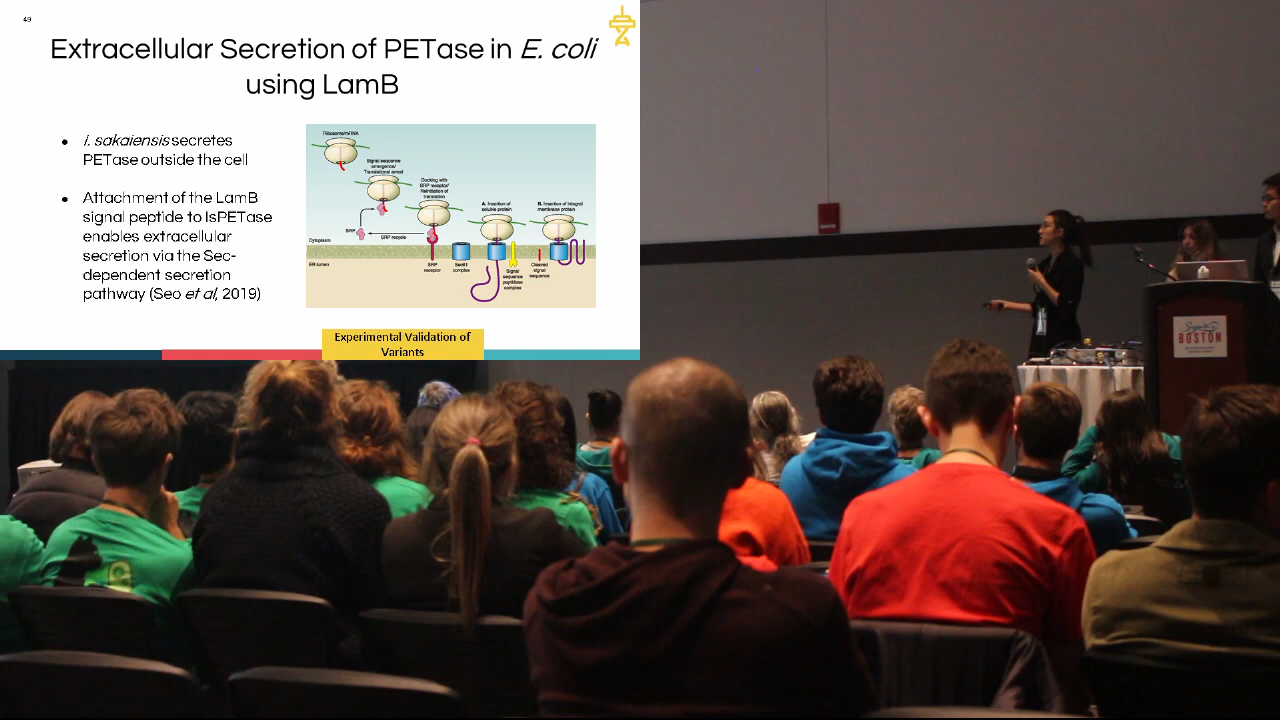 49
Extracellular Secretion of PETase in E. coli
using LamB
I. sakaiensis secretes
PETase outside the cell
Attachment of the LamB
signal peptide to IsPETase
enables extracellular
secretion via the Sec-
dependent secretion
pathway (Seo et al, 2019)
Ribosome/mRNA
Signal sequence
emergence/
Translational arrest
Docking with
SRP receptor/
Reinitiation of
translation
A. Insertion of
soluble protein
B. Insertion of integral
membrane protein
SRP
SRP recycle
Cytoplasm
ER lumen
SRP
receptor
Sec61
complex
Signal
sequence
peptidase
complex
Cleaved
signal
sequence
Experimental Validation of
Variants
BOSTON